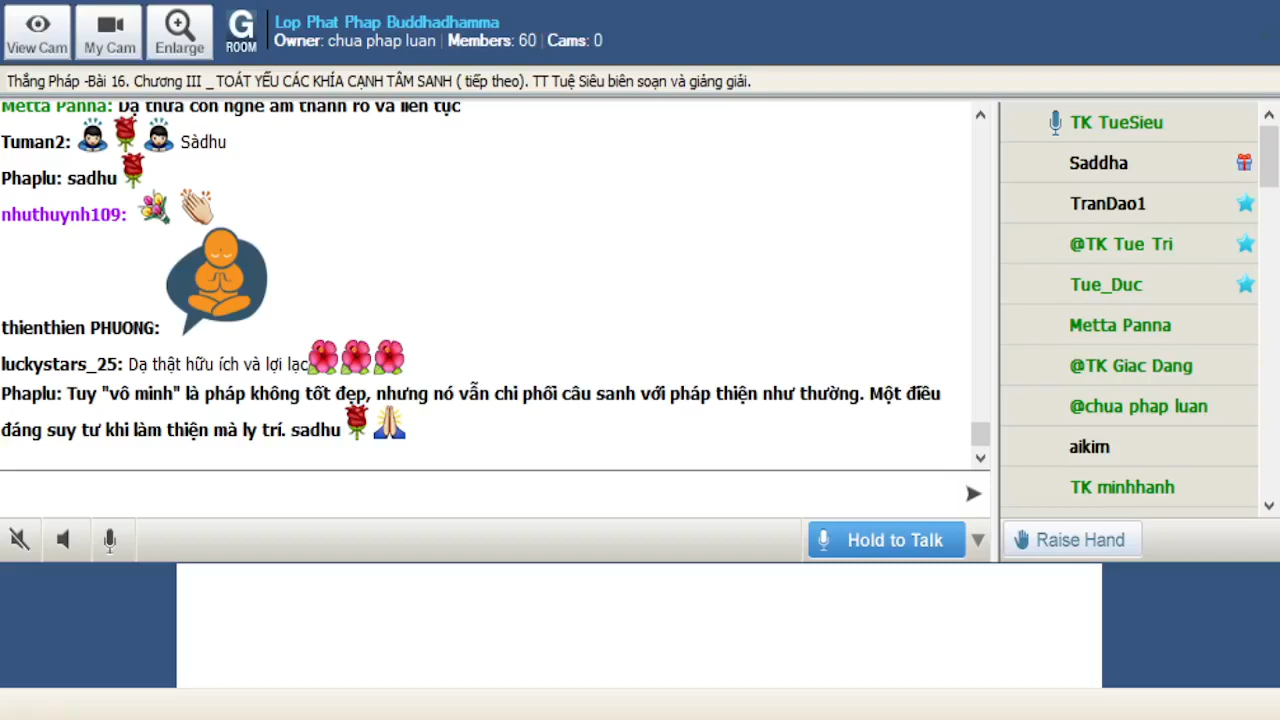 View Cam
My Cam
Enlarge
G
ROOM
Lop Phat Phap Buddhadhamma
Owner: chua phap luan | Members: 60 | Cams: 0
Thắng Pháp -Bài 16. Chương III _ TOÁT YẾU CÁC KHÍA CẠNH TÂM SANH ( tiếp theo). TT Tuệ Siêu biên soạn và giảng giải.
Metta Panna: Dạ thưa con nghe âm thanh rõ và liên tục
Tuman2: Sàdhu
Phaplu: sadhu
nhuthuynh109:
thienthien PHUONG:
luckystars_25: Dạ thật hữu ích và lợi lạc
Phaplu: Tuy "vô minh" là pháp không tốt đẹp, nhưng nó vẫn chi phối câu sanh với pháp thiện như thường. Một điều
đáng suy tư khi làm thiện mà ly trí. sadhu
TK TueSieu
Saddha
TranDao1
@TK Tue Tri
Tue_Duc
Metta Panna
@TK Giac Dang
@chua phap luan
aikim
TK minhhanh
Hold to Talk
Raise Hand